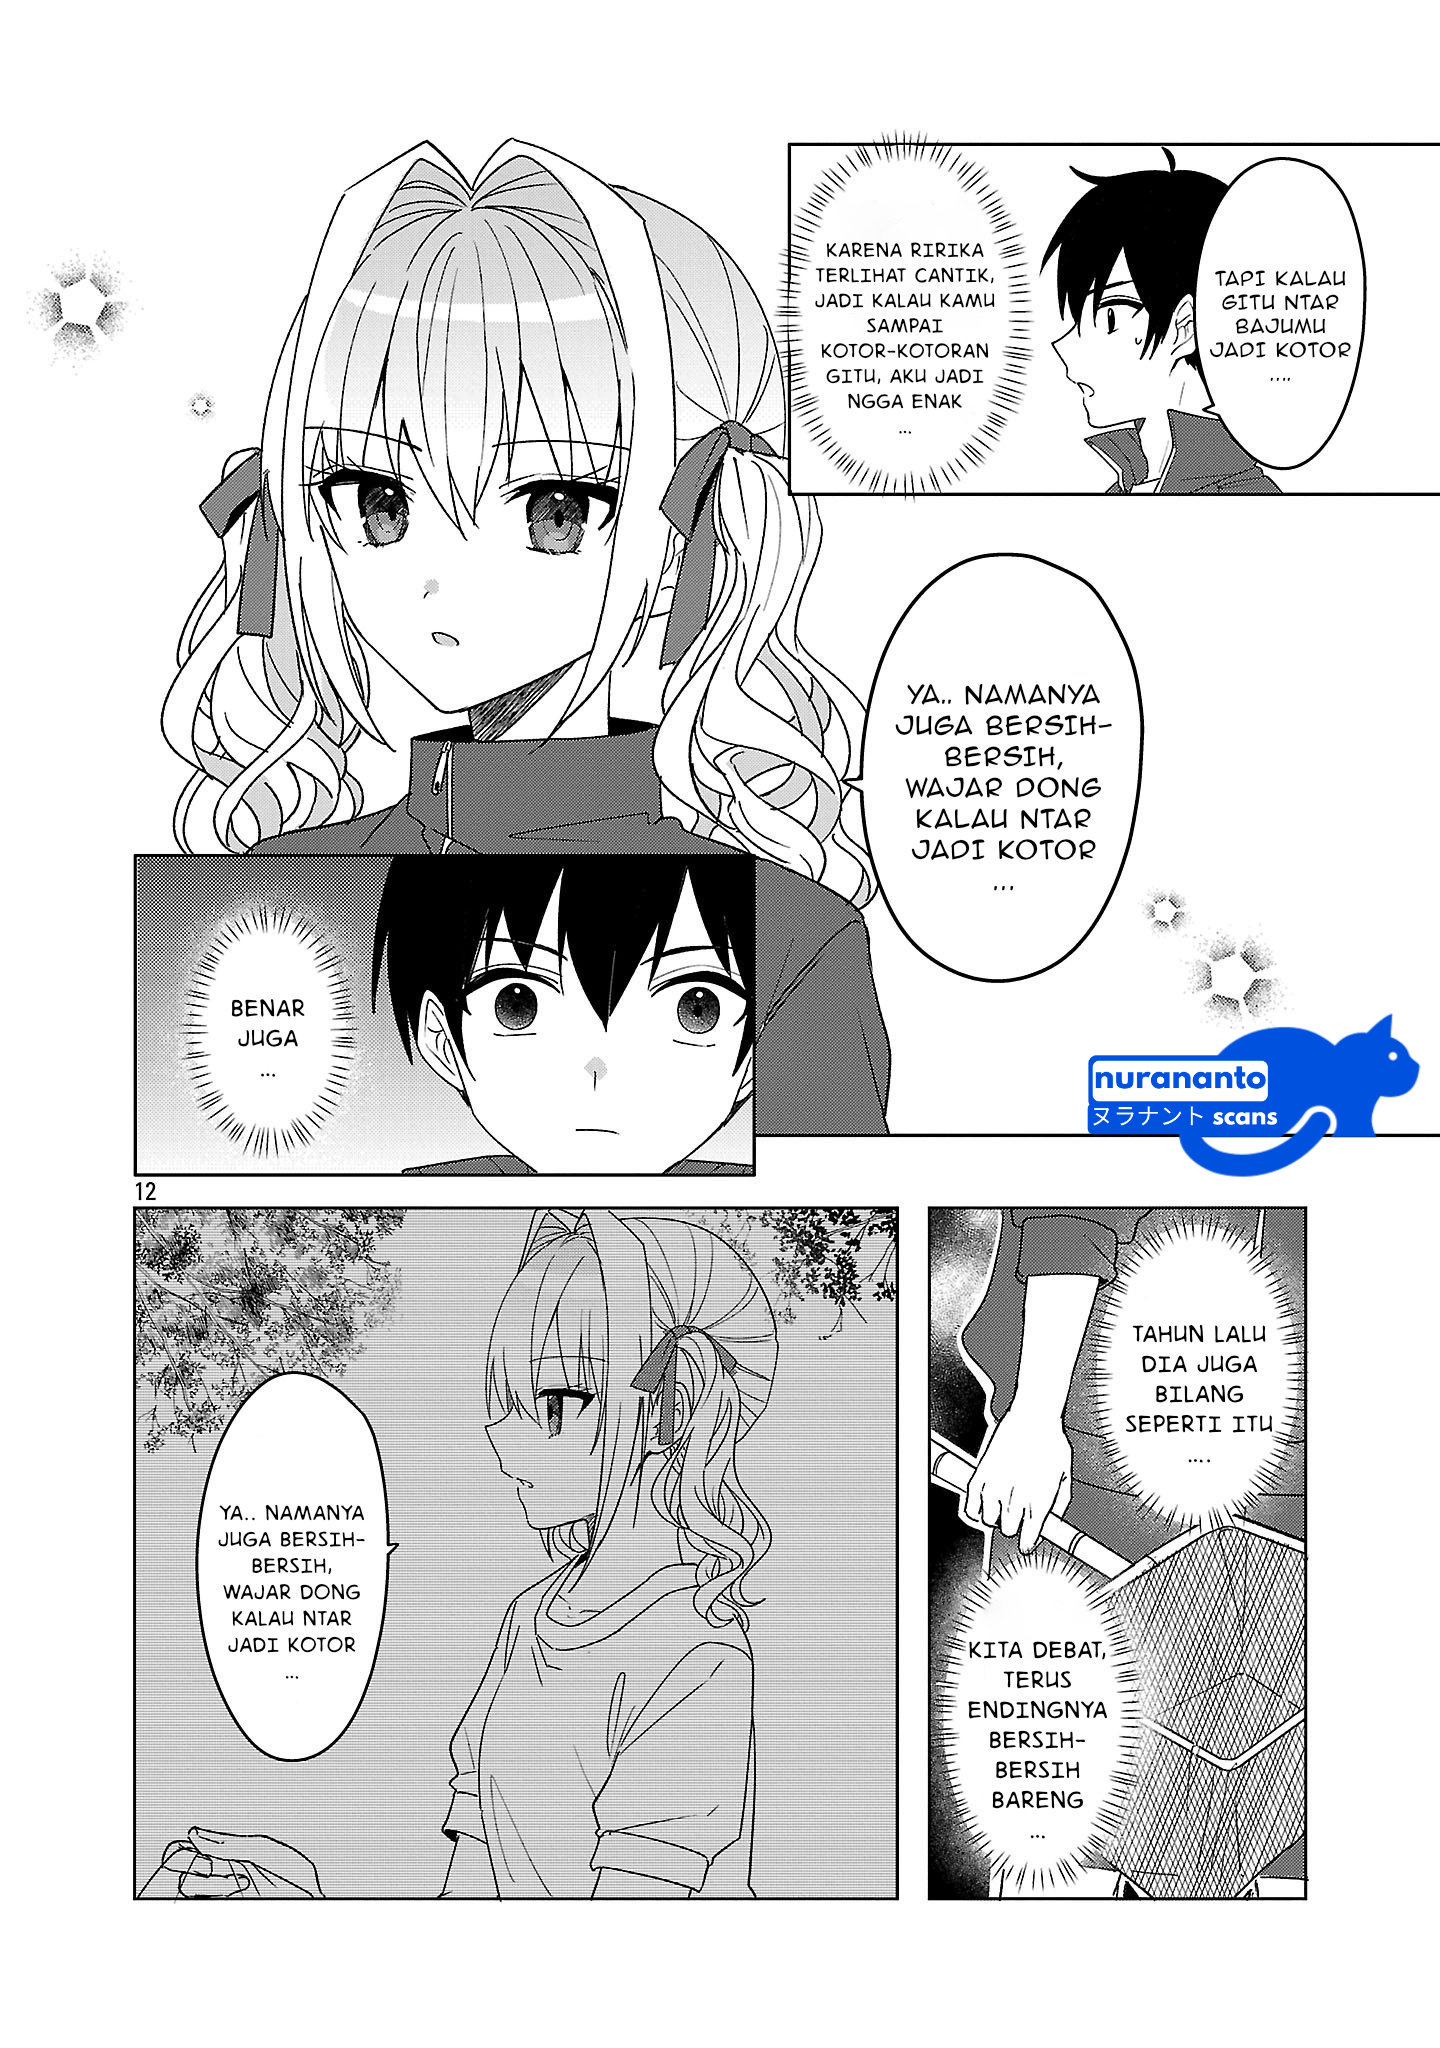 TAPI KALAU
GITU NTAR
BAJUMU
JADI KOTOR
....
KARENA RIRIKA
TERLIHAT CANTIK,
JADI KALAU KAMU
SAMPAI
KOTOR-KOTORAN
GITU, AKU JADI
NGGA ENAK
...
YA.. NAMANYA
JUGA BERSIH-
BERSIH,
WAJAR DONG
KALAU NTAR
JADI KOTOR
...
BENAR
JUGA
...
nurananto
ヌラナント scans
12
TAHUN LALU
DIA JUGA
BILANG
SEPERTI ITU
....
KITA DEBAT,
TERUS
ENDINGNYA
BERSIH-
BERSIH
BARENG
...
YA.. NAMANYA
JUGA BERSIH-
BERSIH,
WAJAR DONG
KALAU NTAR
JADI KOTOR
...